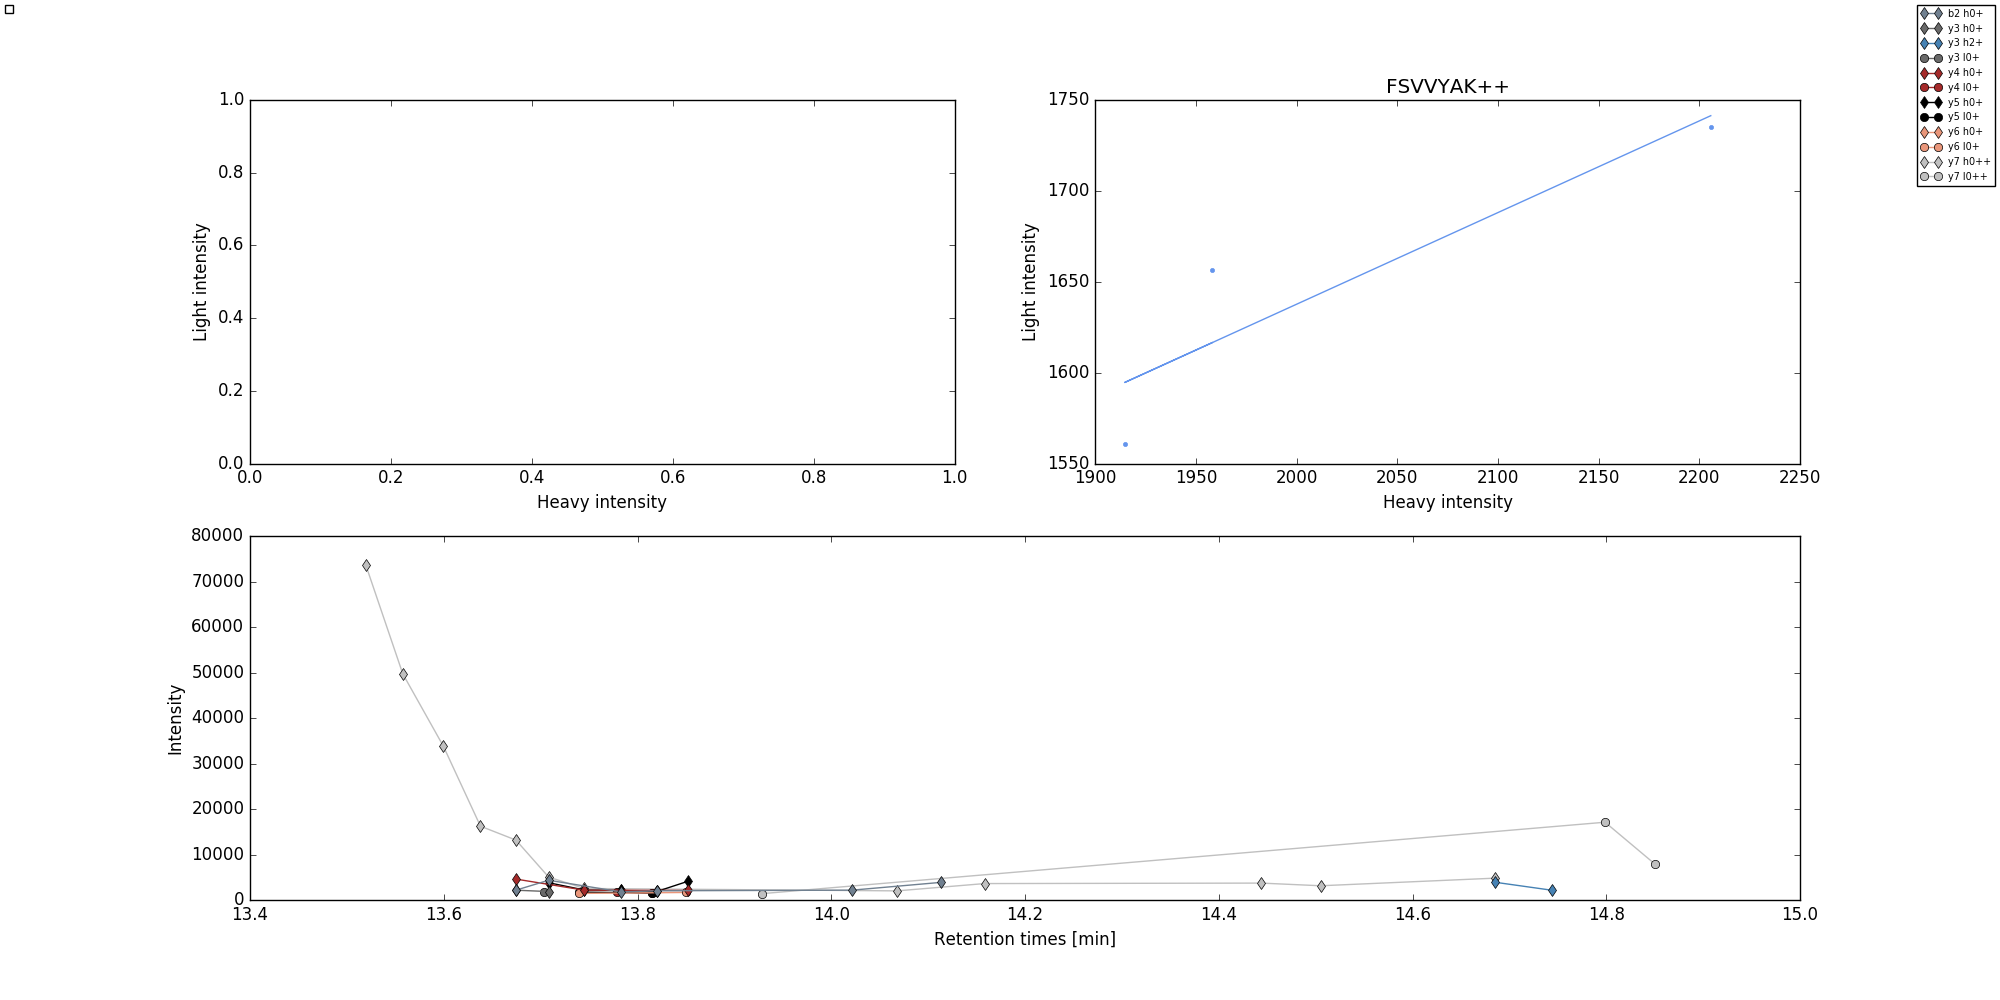 b2 h0+
y3 h0+
y3 h2+
y3 l0+
y4 h0+
y4 l0+
y5 h0+
y5 l0+
y6 h0+
y6 l0+
y7 h0++
y7 l0++
1.0
0.8
0.6
0.4
0.2
0.0
Light intensity
0.0 0.2 0.4 0.6 0.8 1.0
Heavy intensity
FSVVYAK++
1750
1700
1650
1600
1550
Light intensity
1900 1950 2000 2050 2100 2150 2200 2250
Heavy intensity
80000
70000
60000
50000
40000
30000
20000
10000
0
Intensity
13.4 13.6 13.8 14.0 14.2 14.4 14.6 14.8 15.0
Retention times [min]